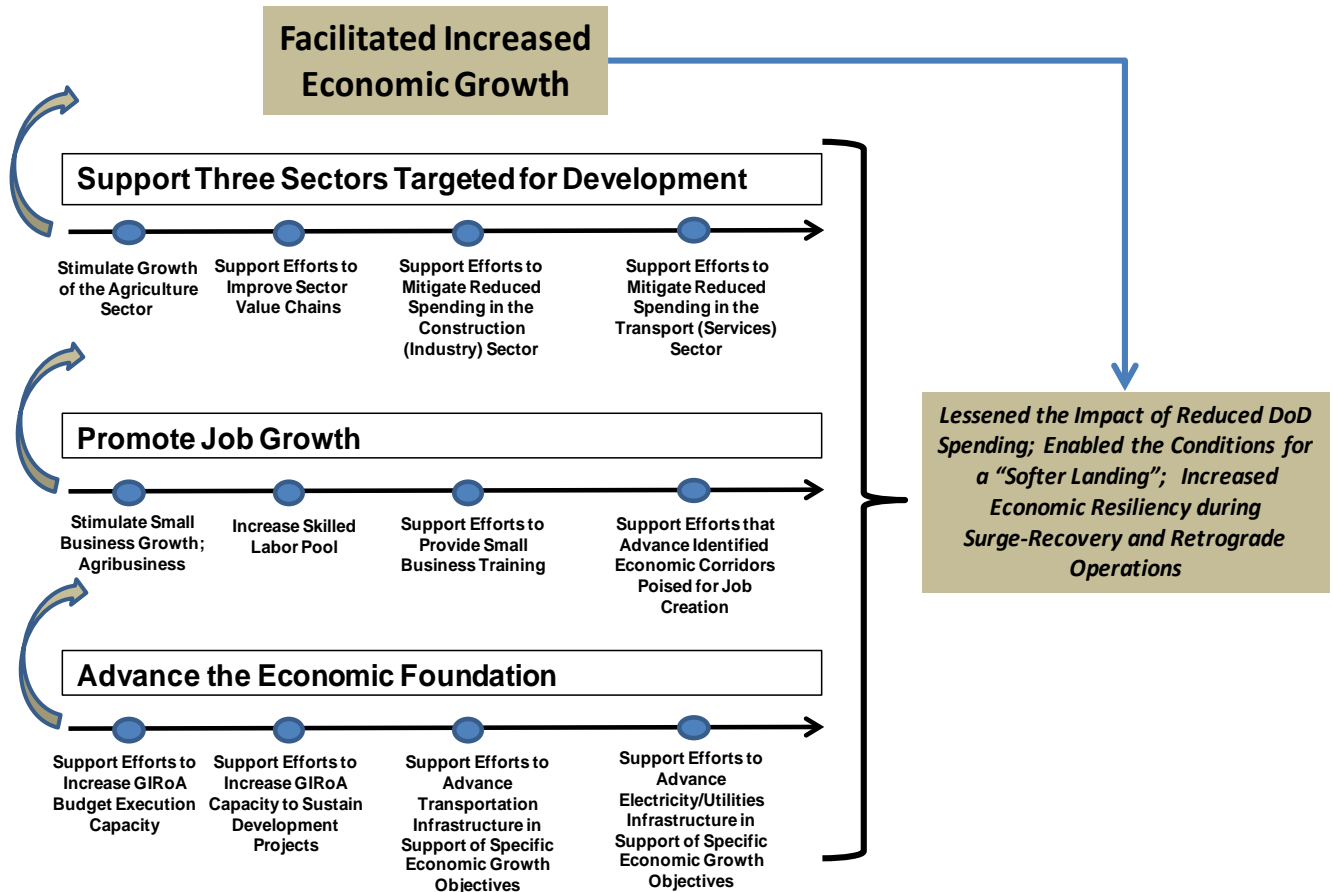 Facilitated Increased
Economic Growth
Support Three Sectors Targeted for Development
Stimulate Growth
of the Agriculture
Sector
Support Efforts to
Improve Sector
Value Chains
Support Efforts to
Mitigate Reduced
Spending in the
Construction
(Industry) Sector
Support Efforts to
Mitigate Reduced
Spending in the
Transport (Services)
Sector
Promote Job Growth
Stimulate Small
Business Growth;
Agribusiness
Increase Skilled
Labor Pool
Support Efforts to
Provide Small
Business Training
Support Efforts that
Advance Identified
Economic Corridors
Poised for Job
Creation
Advance the Economic Foundation
Support Efforts to
Increase GIRoA
Budget Execution
Capacity
Support Efforts to
Increase GIRoA
Capacity to Sustain
Development
Projects
Support Efforts to
Advance
Transportation
Infrastructure in
Support of Specific
Economic Growth
Objectives
Support Efforts to
Advance
Electricity/Utilities
Infrastructure in
Support of Specific
Economic Growth
Objectives
Lessened the Impact of Reduced DoD
Spending; Enabled the Conditions for
a “Softer Landing”; Increased
Economic Resiliency during
Surge-Recovery and Retrograde
Operations